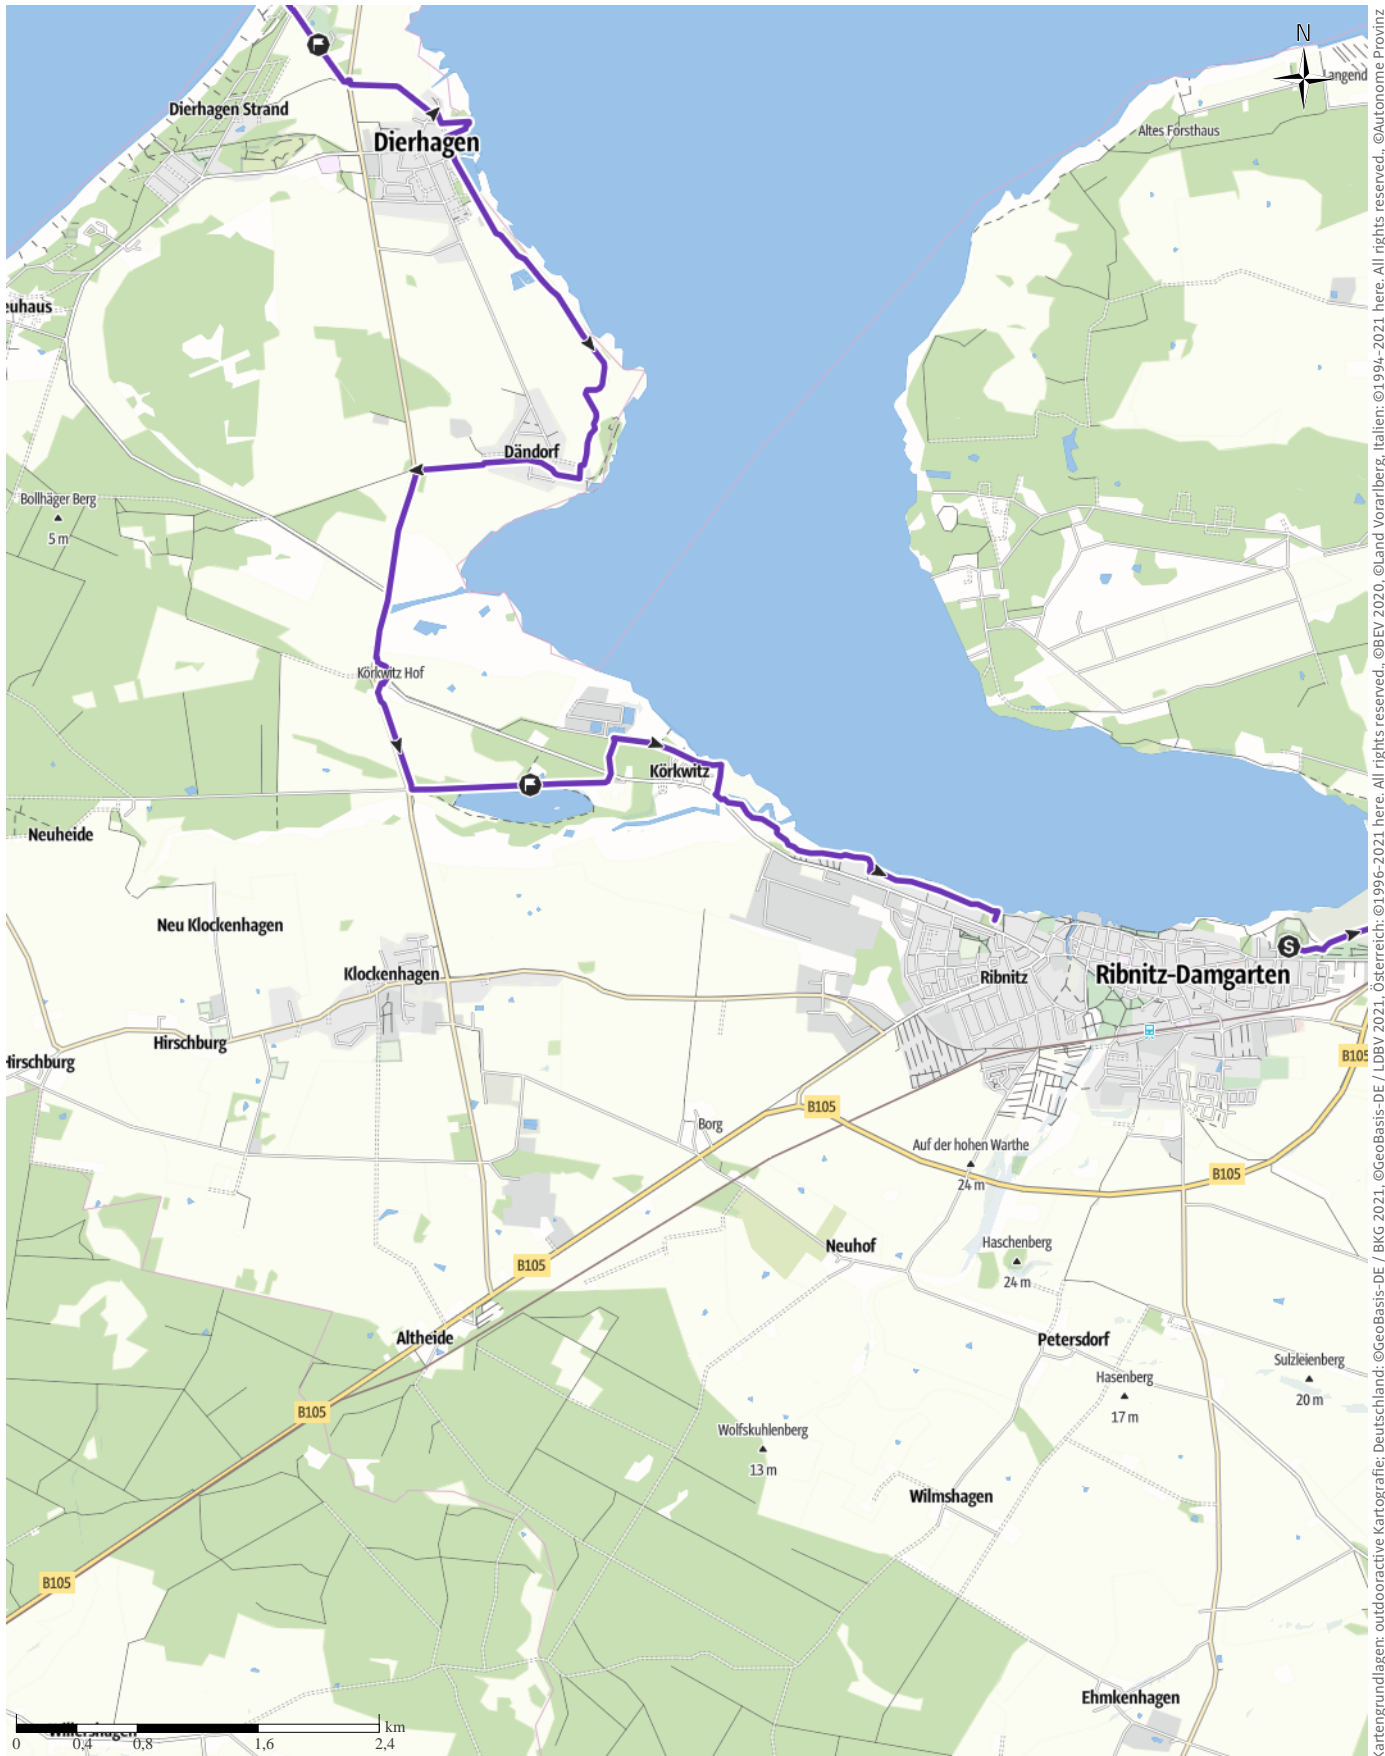 N
Langend
Dierhagen Strand
Altes Forsthaus
Dierhagen
euhaus
Dändorf
Bollhäger Berg
5 m
Körkwitz Hof
Körkwitz
Neuheide
Neu Klockenhagen
S
Klockenhagen
Ribnitz
Ribnitz-Damgarten
Hirschburg
Hirschburg
B105
B105
Borg
Auf der hohen Warthe
24 m
B105
Neuhof
Haschenberg
24 m
B105
Altheide
Petersdorf
Sulzleienberg
20 m
Hasenberg
17 m
B105
Wolfskuhlenberg
13 m
Wilmshagen
B105
Ehmkenhagen
Willershagen
km
0 0,4 0,8 1,6 2,4
artengrundlagen: outdooractive Kartografie; Deutschland: ©GeoBasis-DE / BKG 2021, ©GeoBasis-DE / LDBV 2021, Österreich: ©1996-2021 here. All rights reserved., ©BEV 2020, ©Land Vorarlberg, Italien: ©1994-2021 here. All rights reserved., ©Autonome Provinz